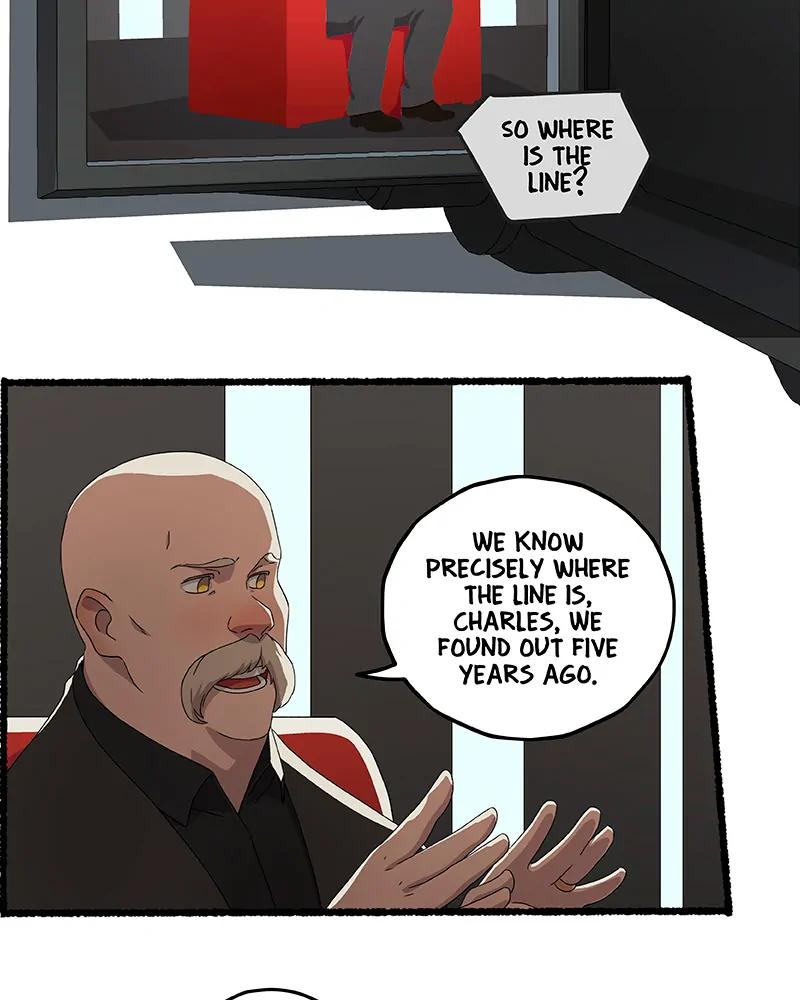 SO WHERE
IS THE
LINE?
WE KNOW
PRECISELY WHERE
THE LINE IS,
CHARLES, WE
FOUND OUT FIVE
YEARS AGO.